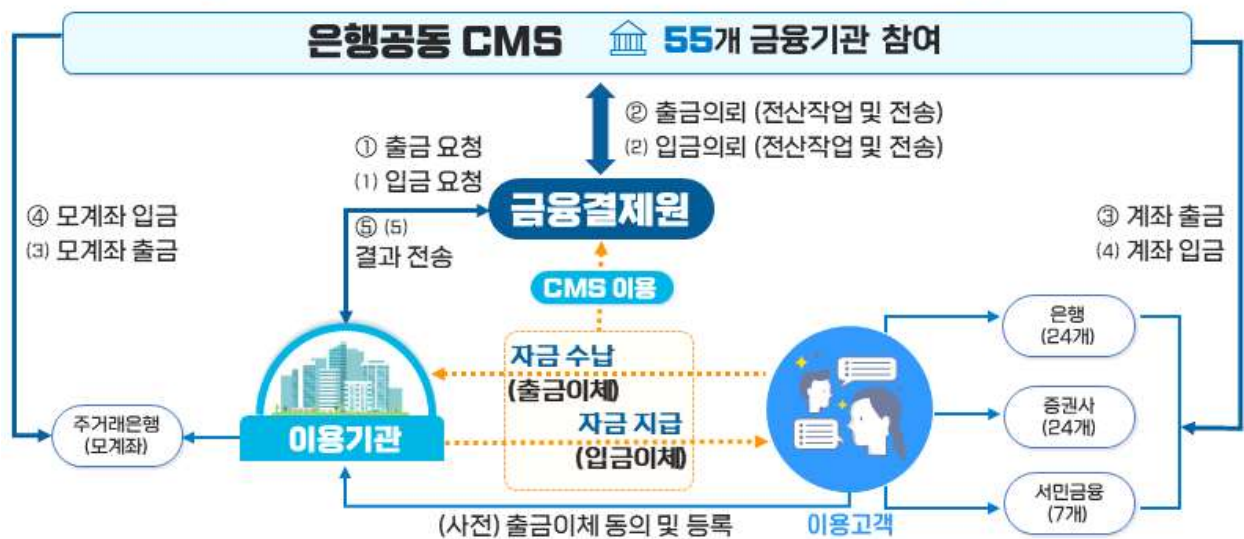 은행공동 CMS 55개 금융기관 참여
② 출금의뢰 (전산작업 및 전송)
(2) 입금의뢰 (전산작업 및 전송)
① 출금 요청
(1) 입금 요청
금융결제원
④ 모계좌 입금
(3) 모계좌 출금
⑤ (5)
결과 전송
③ 계좌 출금
(4) 계좌 입금
CMS 이용
은행
(24개)
자금 수납
(출금이체)
증권사
(24개)
주거래은행
(모계좌)
이용기관
자금 지급
(입금이체)
서민금융
(7개)
(사전) 출금이체 동의 및 등록
이용고객